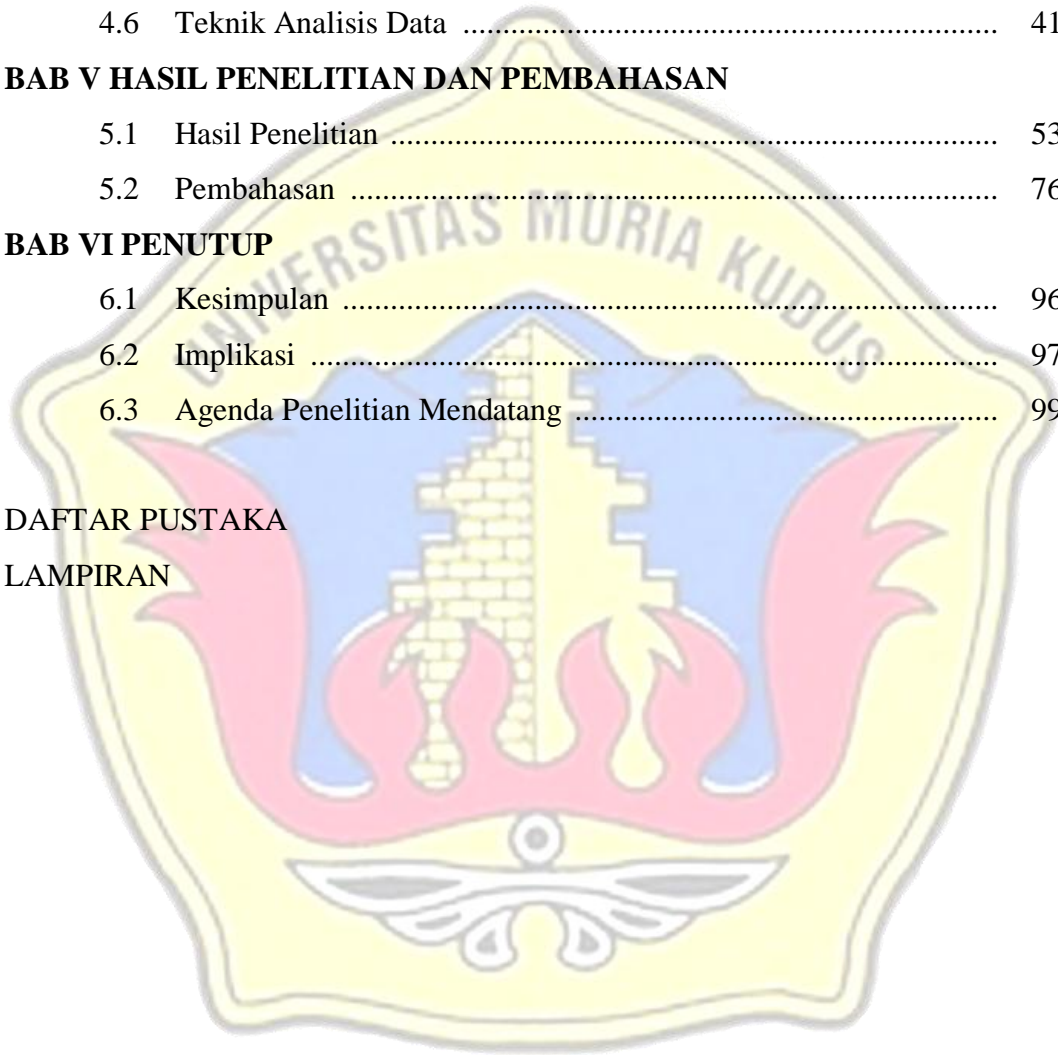 4.6 Teknik Analisis Data ................................................................... 41
BAB V HASIL PENELITIAN DAN PEMBAHASAN
5.1 Hasil Penelitian ............................................................................ 53
5.2 Pembahasan ................................................................................. 76
BAB VI PENUTUP
6.1 Kesimpulan .................................................................................. 96
6.2 Implikasi ...................................................................................... 97
6.3 Agenda Penelitian Mendatang ..................................................... 99
DAFTAR PUSTAKA
LAMPIRAN
UNIVERSITAS MURIA KUDUS